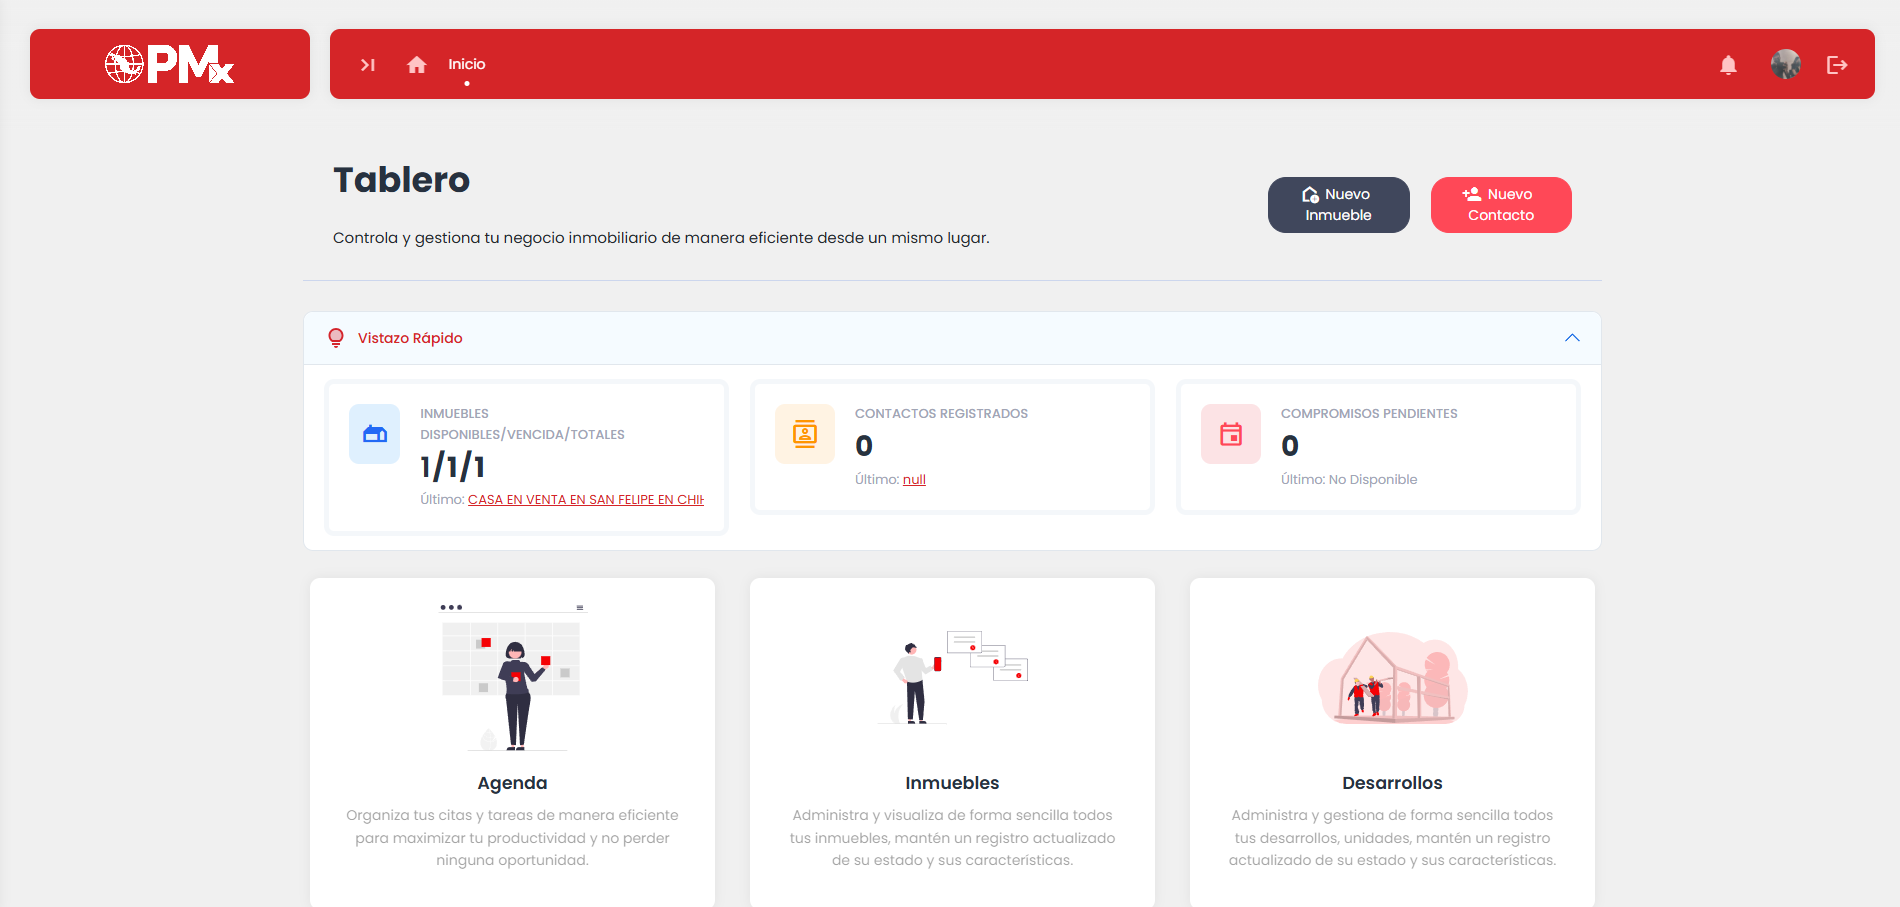 PMx
Inicio
Tablero
Nuevo
Inmueble
Nuevo
Contacto
Controla y gestiona tu negocio inmobiliario de manera eficiente desde un mismo lugar.
Vistazo Rápido
INMUEBLES
DISPONIBLES/VENCIDA/TOTALES
1/1/1
Último: CASA EN VENTA EN SAN FELIPE EN CHIH
CONTACTOS REGISTRADOS
0
Último: null
COMPROMISOS PENDIENTES
0
Último: No Disponible
Agenda
Organiza tus citas y tareas de manera eficiente
para maximizar tu productividad y no perder
ninguna oportunidad.
Inmuebles
Administra y visualiza de forma sencilla todos
tus inmuebles, mantén un registro actualizado
de su estado y sus características.
Desarrollos
Administra y gestiona de forma sencilla todos
tus desarrollos, unidades, mantén un registro
actualizado de su estado y sus características.